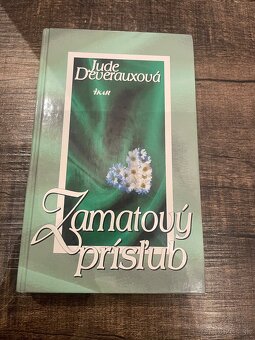 Jude
Deverauxová
IKAR
Zamatový
prísľub